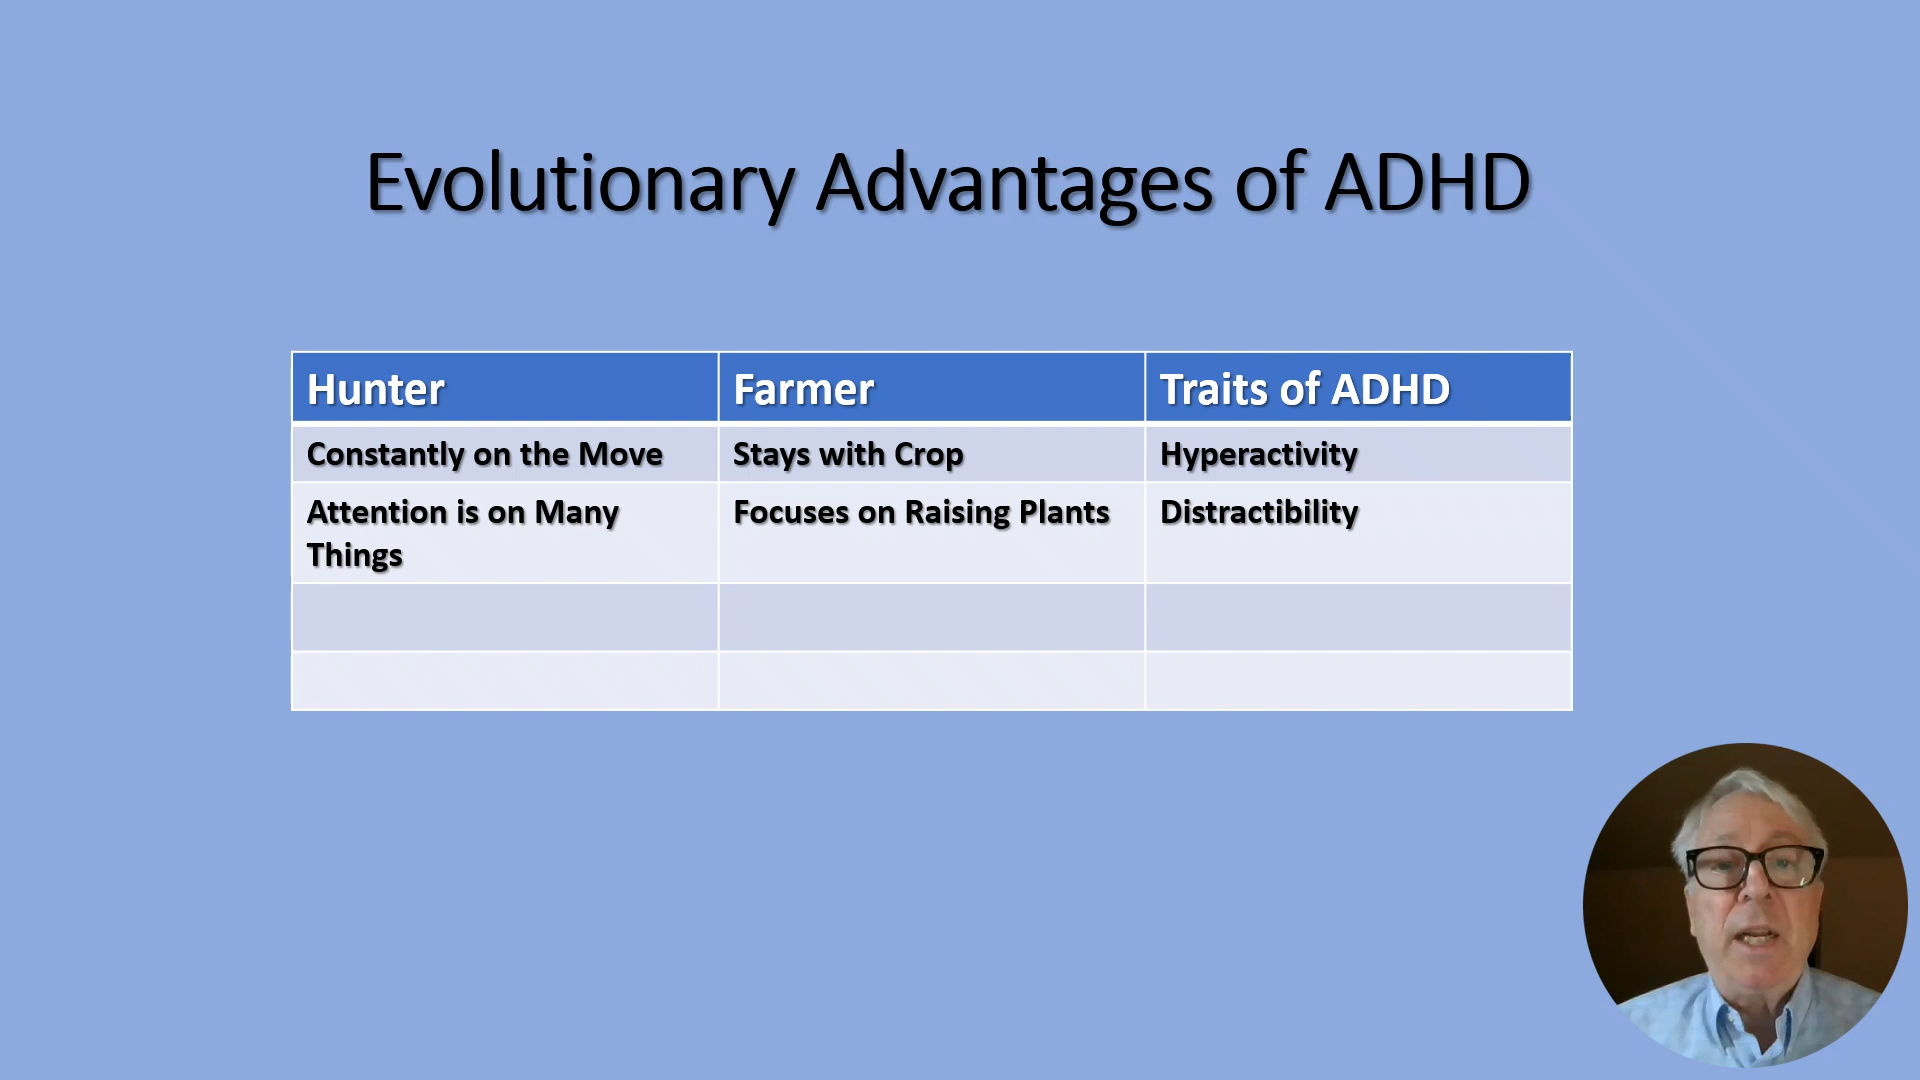 Evolutionary Advantages of ADHD
Hunter
Farmer
Traits of ADHD
Constantly on the Move
Stays with Crop
Hyperactivity
Attention is on Many
Things
Focuses on Raising Plants
Distractibility